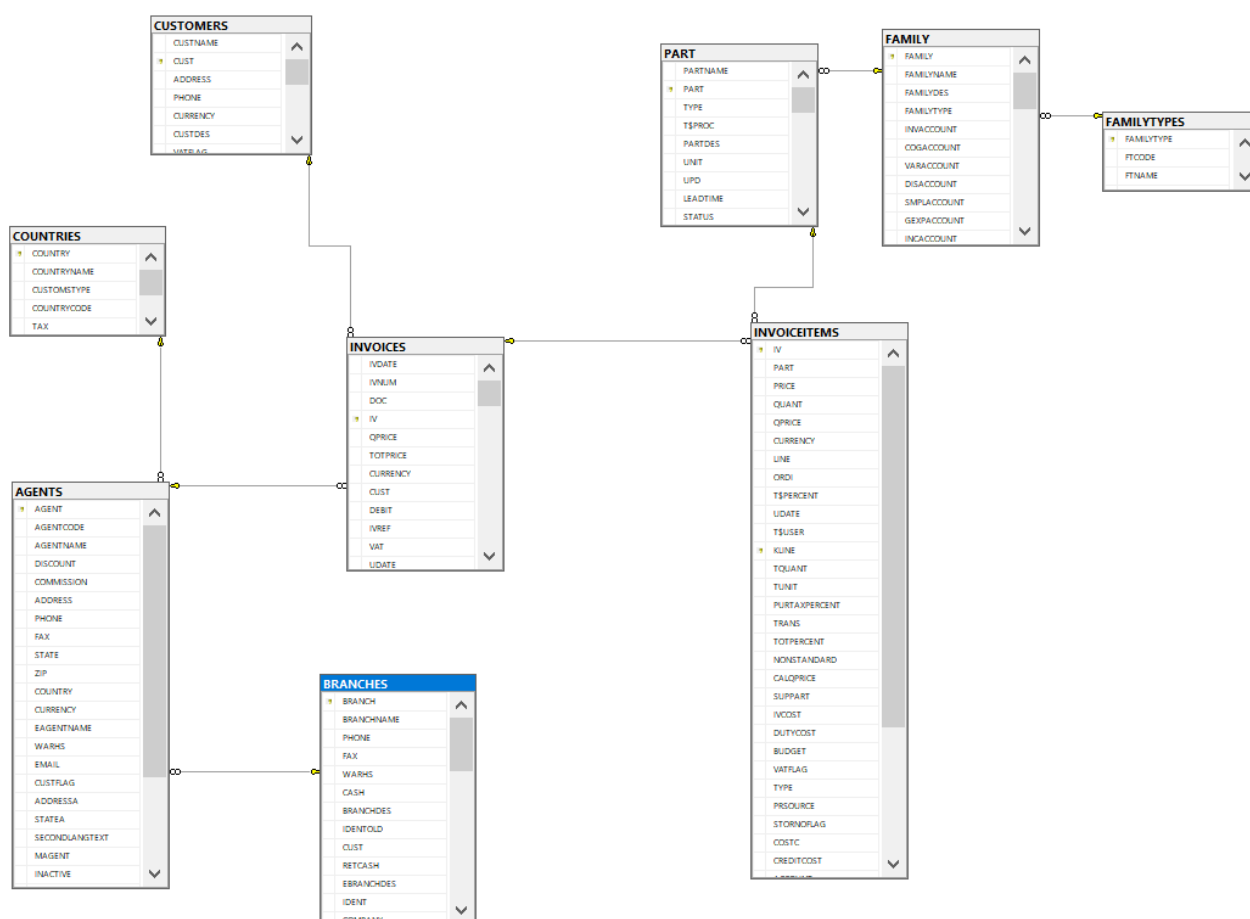 CUSTOMERS
CUSTNAME
CUST
ADDRESS
PHONE
CURRENCY
CUSTDES
VATFLAG
PART
PARTNAME
PART
TYPE
T$PROC
PARTDES
UNIT
UPD
LEADTIME
STATUS
FAMILY
FAMILY
FAMILYNAME
FAMILYDES
FAMILYTYPE
INVACCOUNT
COGACCOUNT
VARACCOUNT
DISACCOUNT
SMPLACCOUNT
GEXPACCOUNT
INCACCOUNT
FAMILYTYPES
FAMILYTYPE
FTCODE
FTNAME
COUNTRIES
COUNTRY
COUNTRYNAME
CUSTOMSTYPE
COUNTRYCODE
TAX
INVOICES
IVDATE
IVNUM
DOC
IV
QPRICE
TOTPRICE
CURRENCY
CUST
DEBIT
IVREF
VAT
UDATE
INVOICEITEMS
IV
PART
PRICE
QUANT
QPRICE
CURRENCY
LINE
ORDI
T$PERCENT
UDATE
T$USER
KLINE
TQUANT
TUNIT
PURTAXPERCENT
TRANS
TOTPERCENT
NONSTANDARD
CALQPRICE
SUPPART
IVCOST
DUTYCOST
BUDGET
VATFLAG
TYPE
PRSOURCE
STORNOFLAG
COSTC
CREDITCOST
AGENTS
AGENT
AGENTCODE
AGENTNAME
DISCOUNT
COMMISSION
ADDRESS
PHONE
FAX
STATE
ZIP
COUNTRY
CURRENCY
EAGENTNAME
WARHS
EMAIL
CUSTFLAG
ADDRESSA
STATEA
SECONDLANGTEXT
MAGENT
INACTIVE
BRANCHES
BRANCH
BRANCHNAME
PHONE
FAX
WARHS
CASH
BRANCHDES
IDENTOLD
CUST
RETCASH
EBRANCHDES
IDENT